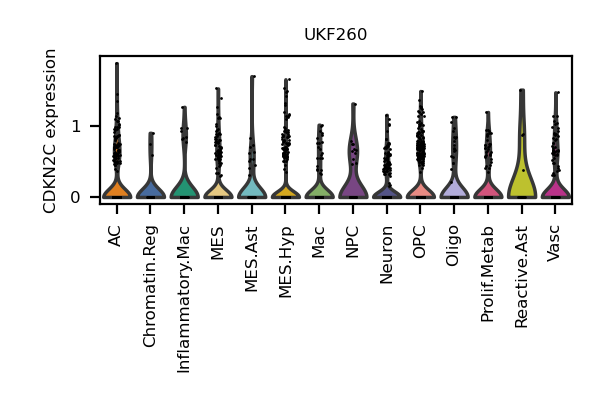 UKF260
CDKN2C expression
1
0
AC
Chromatin.Reg
Inflammatory.Mac
MES
MES.Ast
MES.Hyp
Mac
NPC
Neuron
OPC
Oligo
Prolif.Metab
Reactive.Ast
Vasc